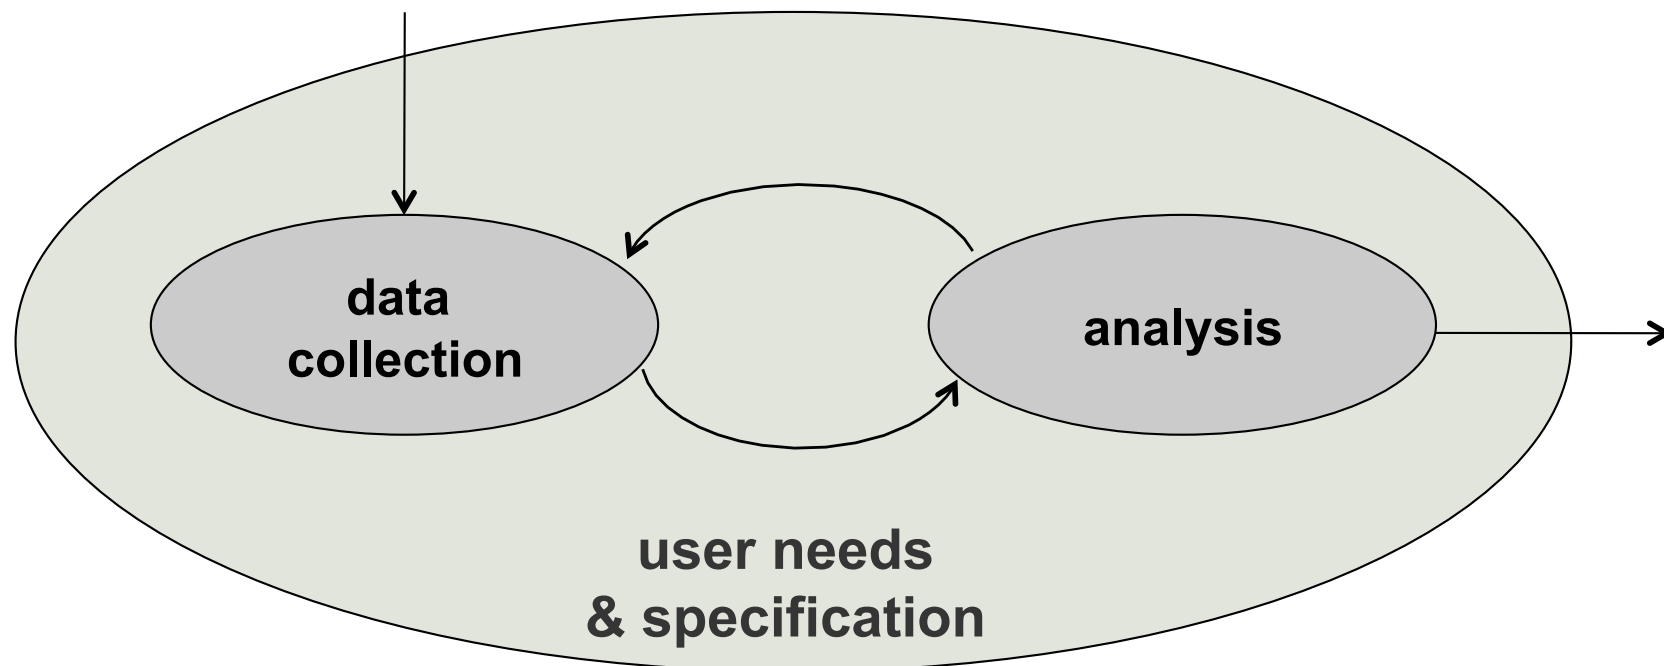 data
collection
analysis
user needs
& specification